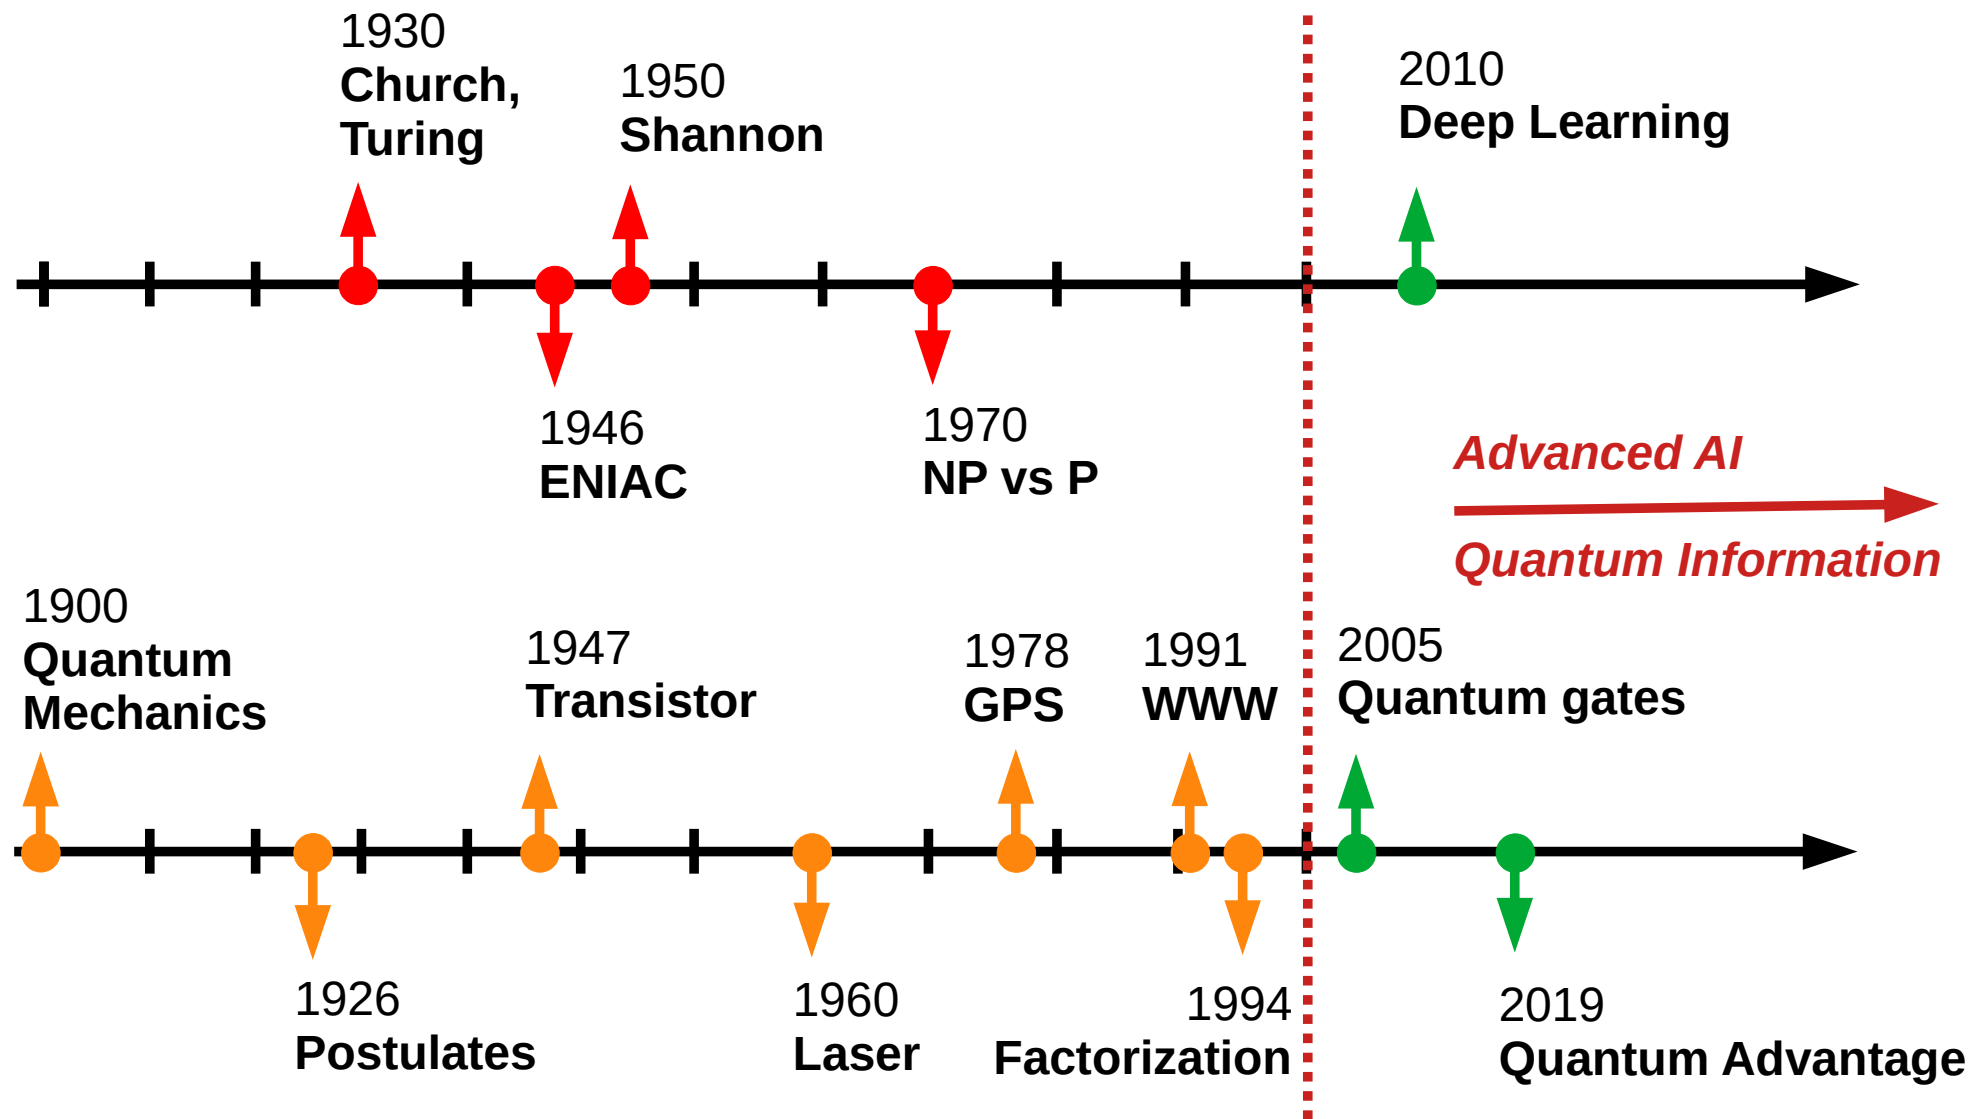 1930
Church,
Turing
1950
Shannon
2010
Deep Learning
1946
ENIAC
1970
NP vs P
Advanced AI
Quantum Information
1900
Quantum
Mechanics
1947
Transistor
1978
GPS
1991
WWW
2005
Quantum gates
1926
Postulates
1960
Laser
1994
Factorization
2019
Quantum Advantage